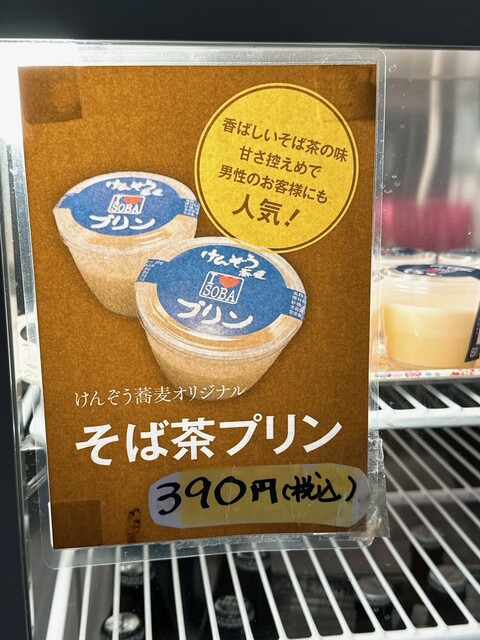 香ばしいそば茶の味
甘さ控えめで
男性のお客様にも
人気！
けんぞう
I ❤
SOBA
プリン
けんぞう
蕎麦
I ❤
SOBA
プリン
けんぞう蕎麦オリジナル
そば茶プリン
390円(税込)